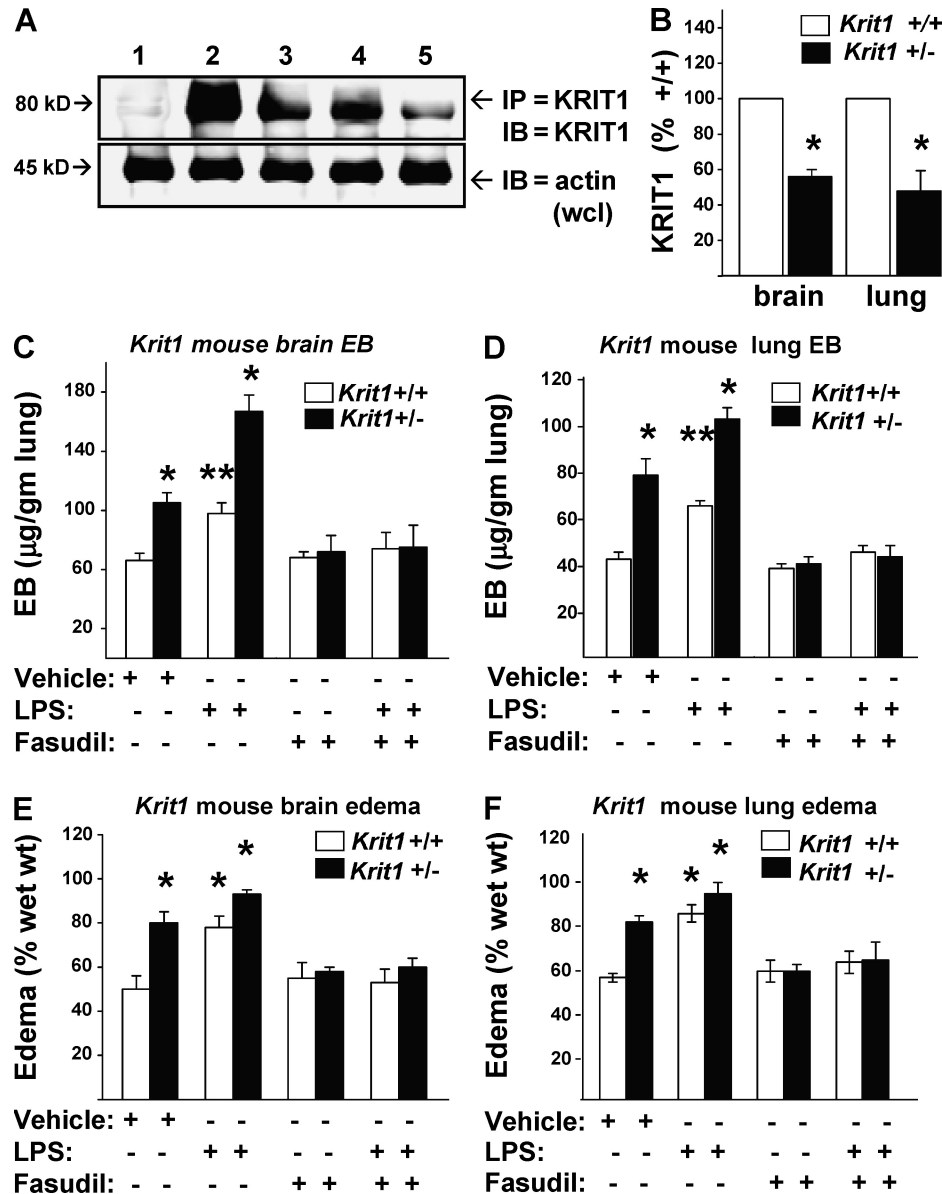 A
1 2 3 4 5
80 kD→
← IP = KRIT1
IB = KRIT1
45 kD→
← IB = actin
(wcl)
B
Krit1 +/+
Krit1 +/-
KRIT1 (% +/+)
140
120
100
80
60
40
20
*
*
brain lung
C
Krit1 mouse brain EB
Krit1+/+
Krit1+/-
EB (µg/gm lung)
180
140
100
60
20
* ** *
Vehicle: + + - - - - - -
LPS: - - + + - - + +
Fasudil: - - - - + + + +
D
Krit1 mouse lung EB
Krit1+/+
Krit1 +/-
EB (µg/gm lung)
120
100
80
60
40
20
* ** *
Vehicle: + + - - - - - -
LPS: - - + + - - + +
Fasudil: - - - - + + + +
E
Krit1 mouse brain edema
Krit1 +/+
Krit1 +/-
Edema (% wet wt)
120
100
80
60
40
20
* * *
Vehicle: + + - - - - - -
LPS: - - + + - - + +
Fasudil: - - - - + + + +
F
Krit1 mouse lung edema
Krit1 +/+
Krit1 +/-
Edema (% wet wt)
120
100
80
60
40
20
* * *
Vehicle: + + - - - - - -
LPS: - - + + - - + +
Fasudil: - - - - + + + +